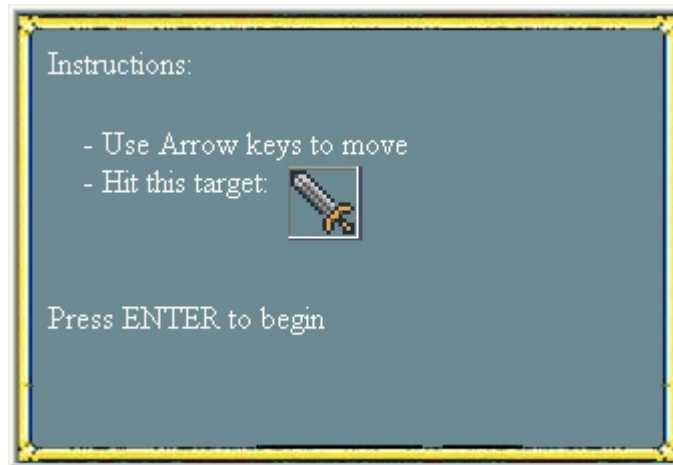 Instructions:
- Use Arrow keys to move
- Hit this target:
Press ENTER to begin